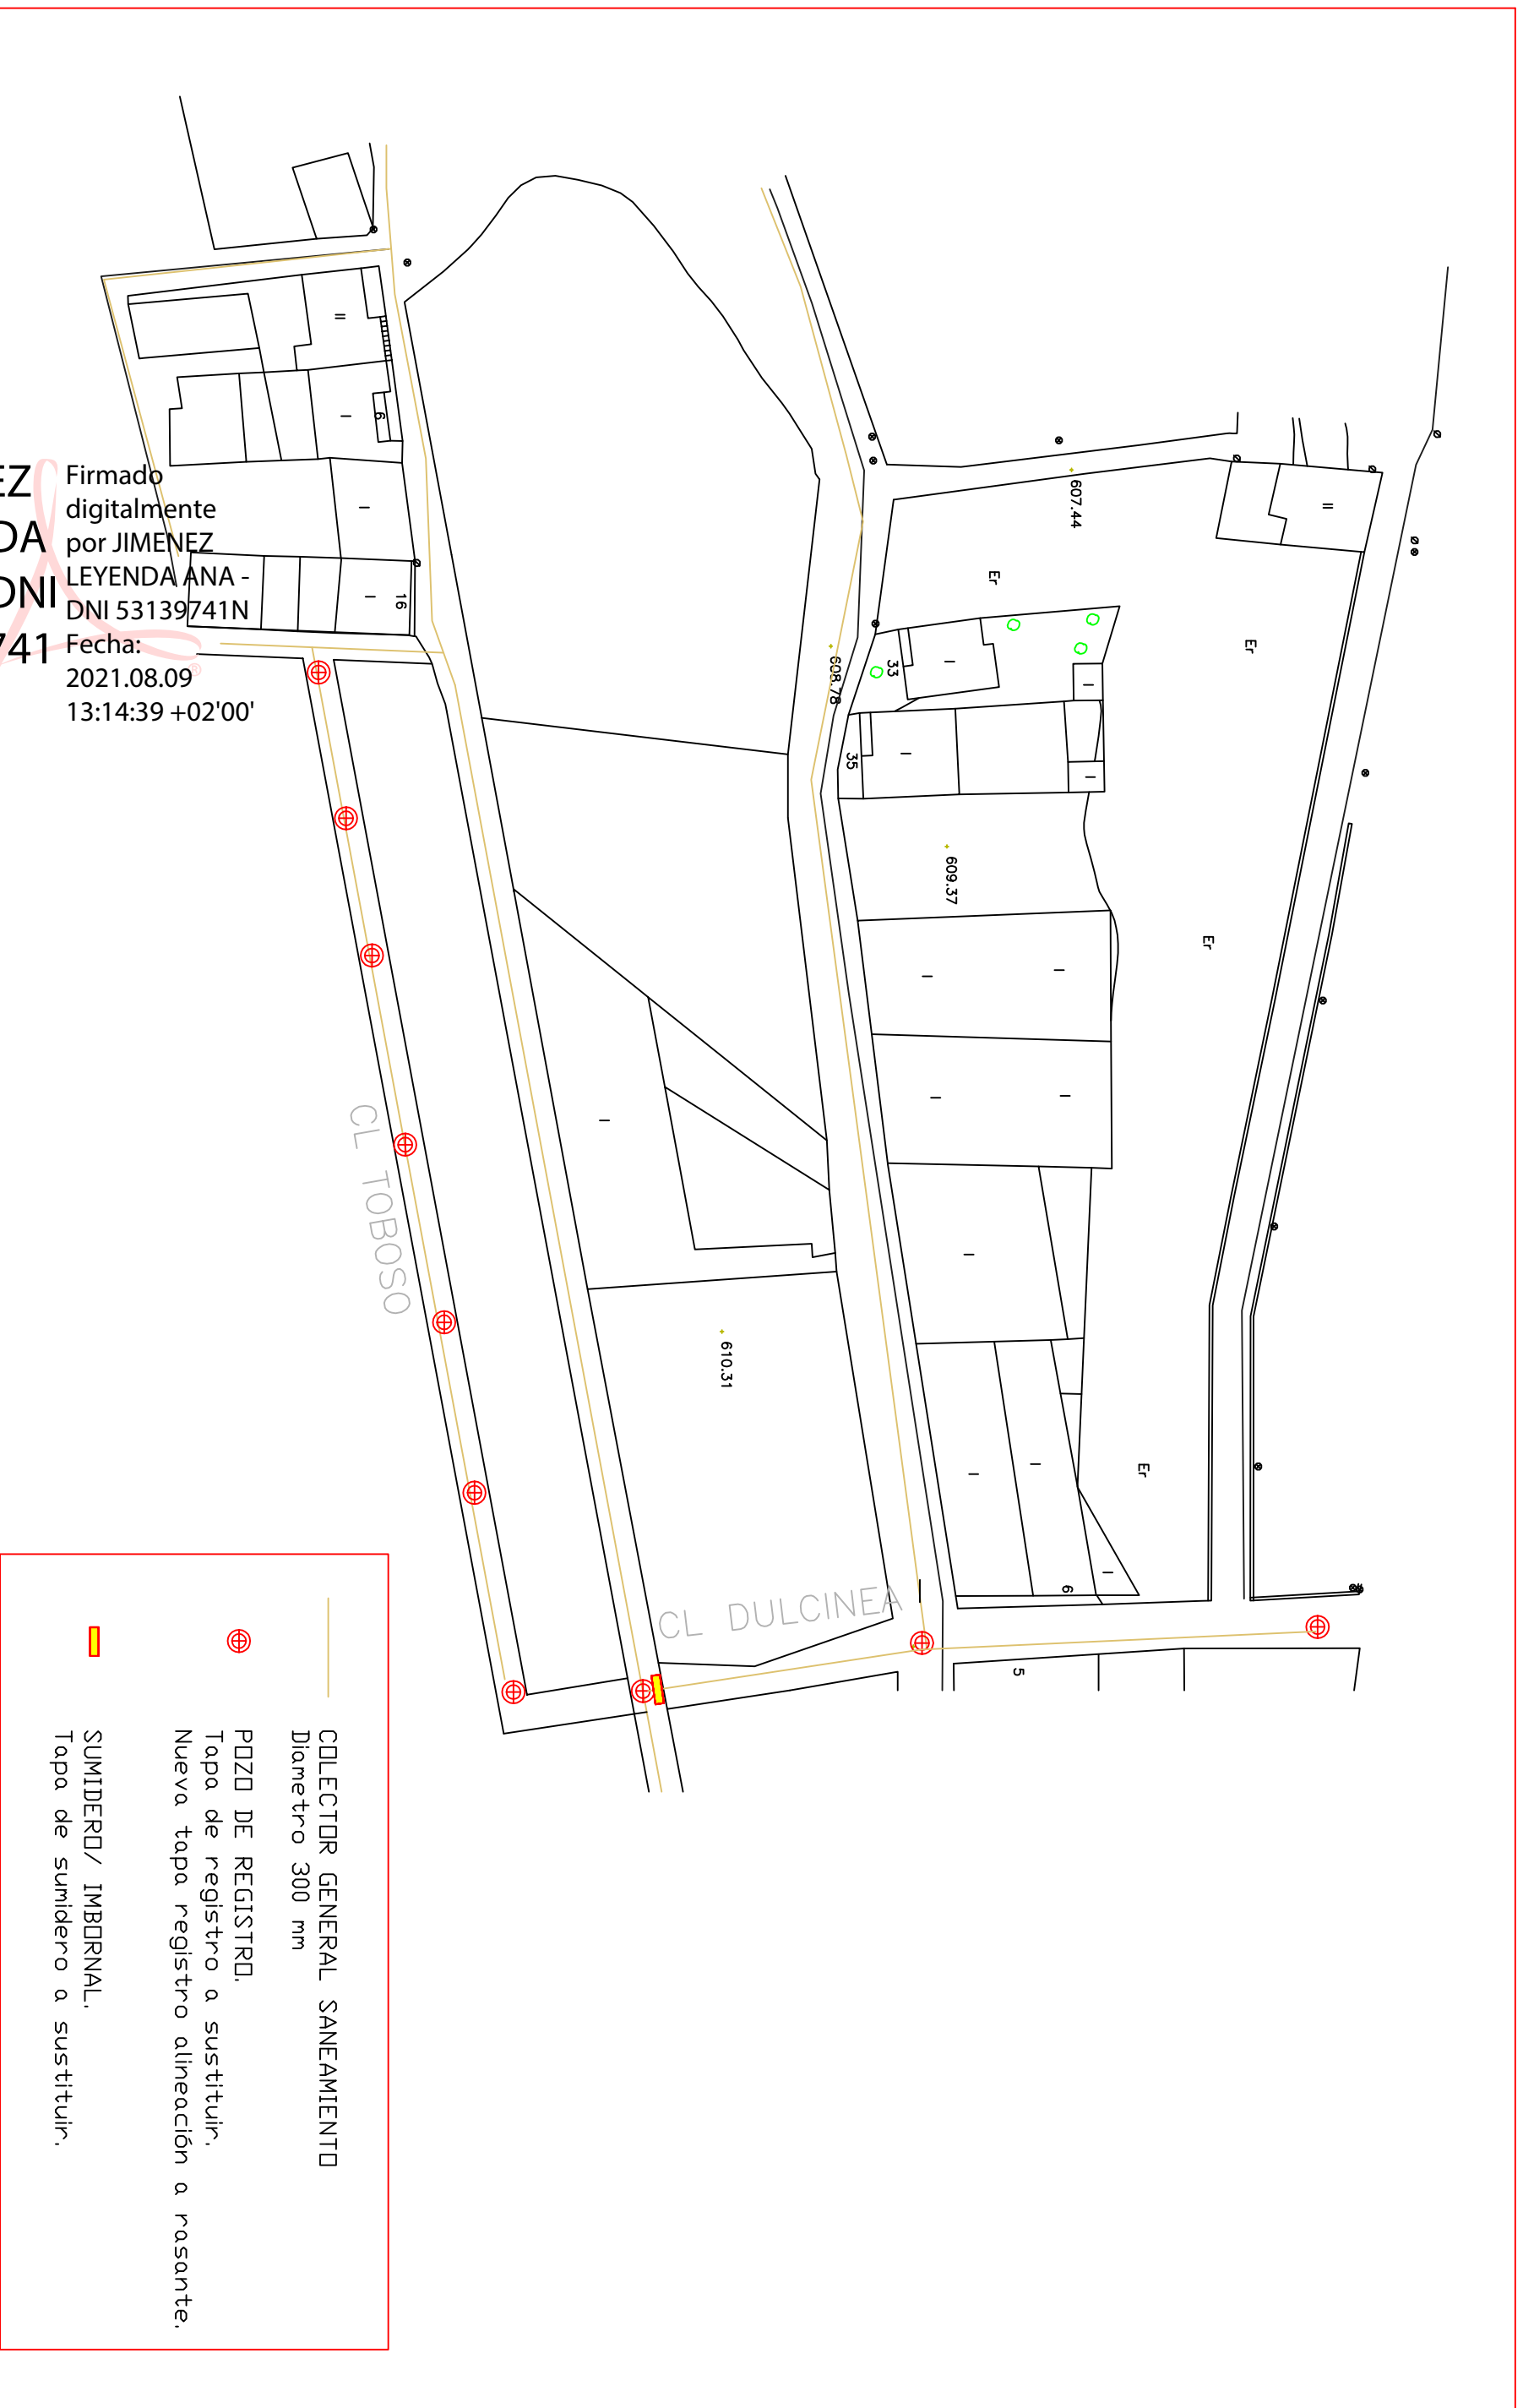 EZ
DA
DNI
741
Firmado
digitalmente
por JIMENEZ
LEYENDA ANA -
DNI 53139741N
Fecha:
2021.08.09
13:14:39 +02'00'
®
II
I
6
I
I
16
607.44
II
Er
Er
608.78
33
I
I
35
I
I
609.37
Er
I
I
I
I
I
I
610.31
I
I
Er
I
6
5
CL TOBOSO
CL DULCINEA
COLECTOR GENERAL SANEAMIENTO
Diametro 300 mm
POZO DE REGISTRO.
Tapa de registro a sustituir.
Nueva tapa registro alineación a rasante.
SUMIDERO/ IMBORNAL.
Tapa de sumidero a sustituir.